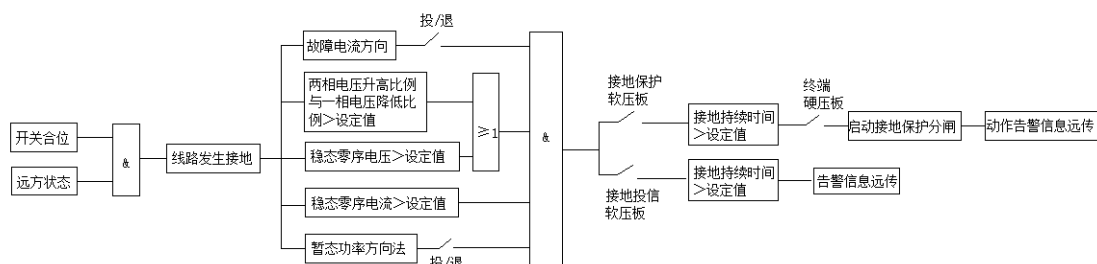 开关合位
远方状态
&
线路发生接地
故障电流方向
投/退
两相电压升高比例
与一相电压降低比
例＞设定值
稳态零序电压＞设定值
≥1
稳态零序电流＞设定值
暂态功率方向法
投/退
&
接地保护
软压板
接地持续时间
＞设定值
终端
硬压板
启动接地保护分闸
动作告警信息远传
接地投信
软压板
接地持续时间
＞设定值
告警信息远传